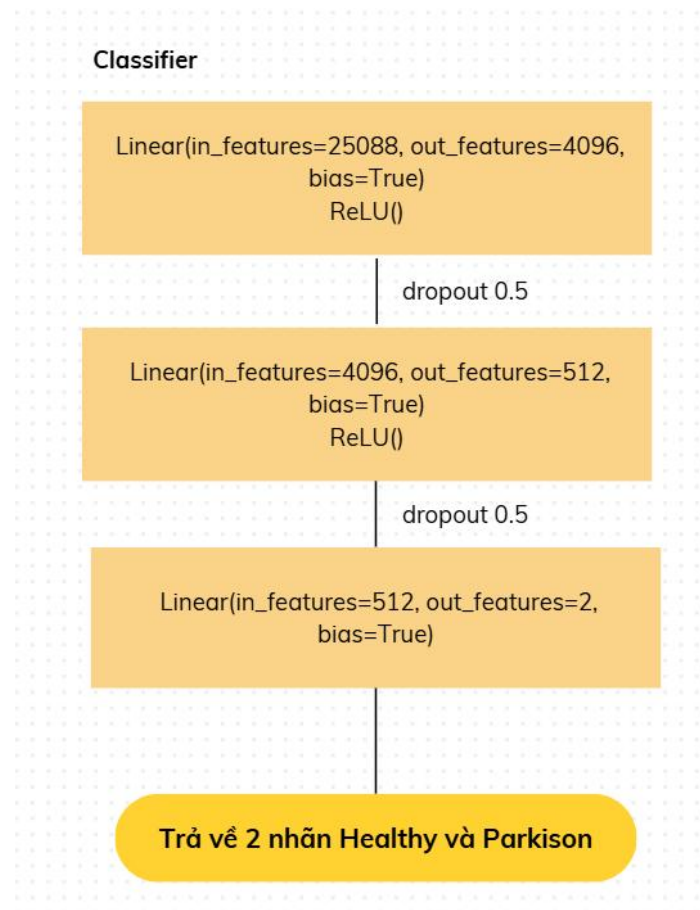 Classifier
Linear(in_features=25088, out_features=4096,
bias=True)
ReLU()
dropout 0.5
Linear(in_features=4096, out_features=512,
bias=True)
ReLU()
dropout 0.5
Linear(in_features=512, out_features=2,
bias=True)
Trả về 2 nhãn Healthy và Parkison